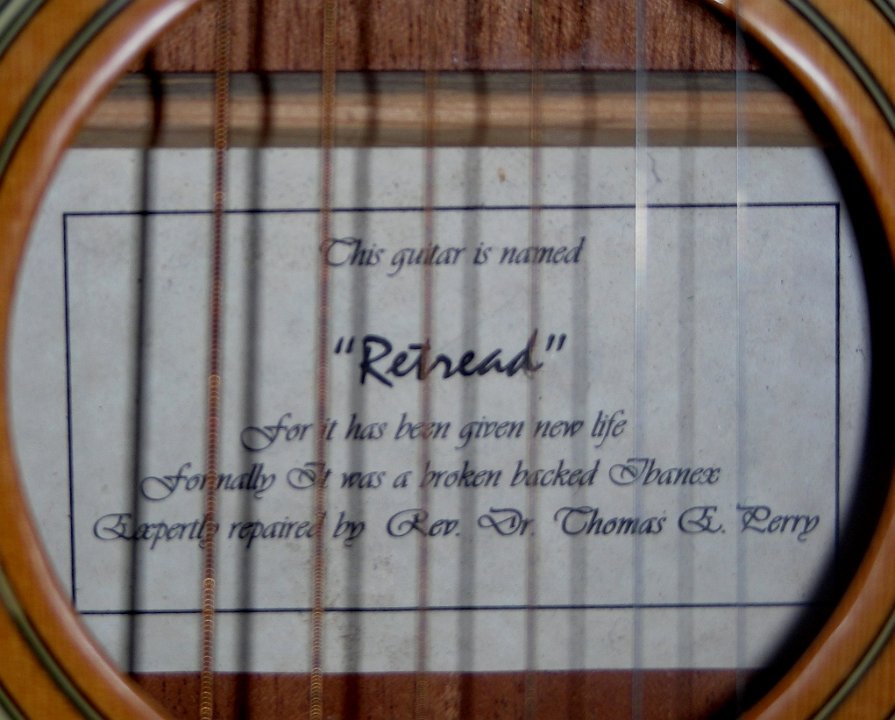 This guitar is named
"Retread"
For it has been given new life
Formally It was a broken backed Ibanex
Expertly repaired by Rev. Dr. Thomas E. Perry